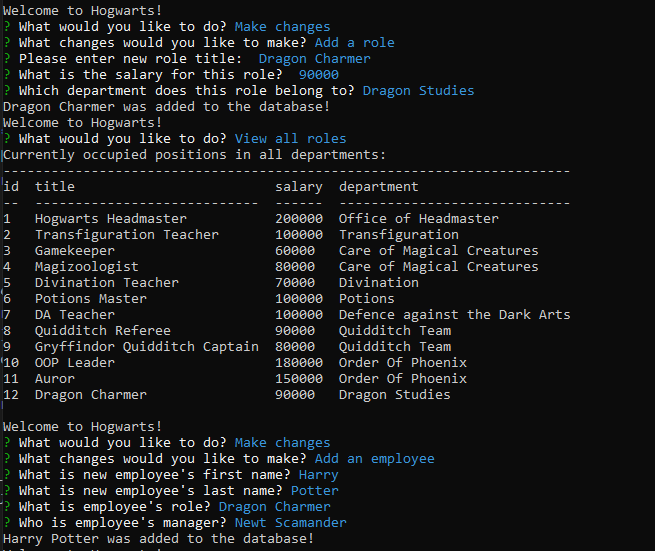 Welcome to Hogwarts!
? What would you like to do? Make changes
? What changes would you like to make? Add a role
? Please enter new role title:  Dragon Charmer
? What is the salary for this role?  90000
? Which department does this role belong to? Dragon Studies
Dragon Charmer was added to the database!
Welcome to Hogwarts!
? What would you like to do? View all roles
Currently occupied positions in all departments:
-----------------------------------------------------------------------
id  title                         salary  department
--  ----------------------------  ------  -----------------------------
1   Hogwarts Headmaster           200000  Office of Headmaster
2   Transfiguration Teacher       100000  Transfiguration
3   Gamekeeper                    60000   Care of Magical Creatures
4   Magizoologist                 80000   Care of Magical Creatures
5   Divination Teacher            70000   Divination
6   Potions Master                100000  Potions
7   DA Teacher                    100000  Defence against the Dark Arts
8   Quidditch Referee             90000   Quidditch Team
9   Gryffindor Quidditch Captain  80000   Quidditch Team
10  OOP Leader                    180000  Order Of Phoenix
11  Auror                         150000  Order Of Phoenix
12  Dragon Charmer                90000   Dragon Studies
Welcome to Hogwarts!
? What would you like to do? Make changes
? What changes would you like to make? Add an employee
? What is new employee's first name? Harry
? What is new employee's last name? Potter
? What is employee's role? Dragon Charmer
? Who is employee's manager? Newt Scamander
Harry Potter was added to the database!